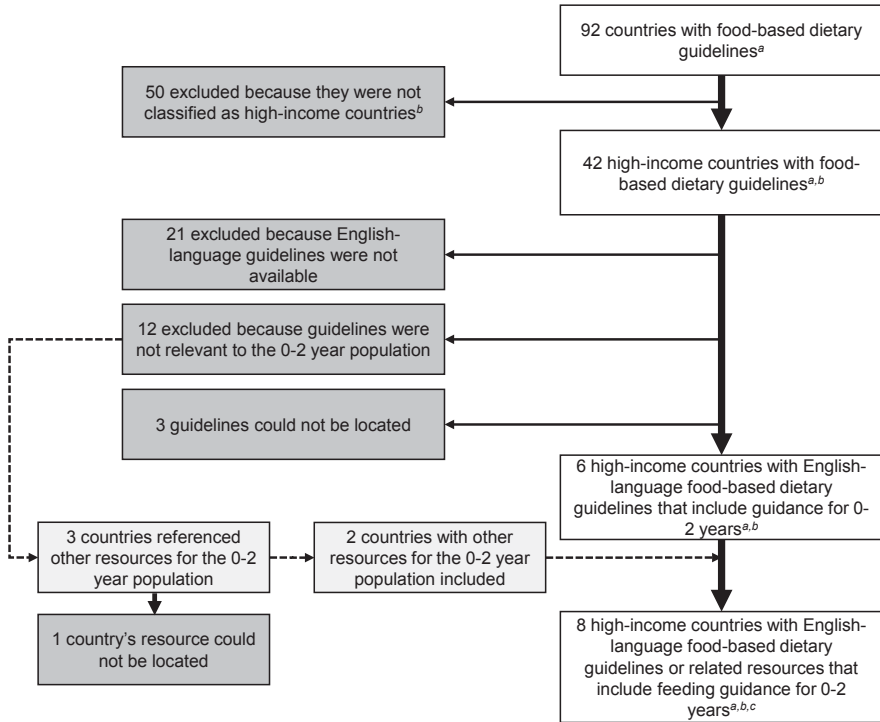 92 countries with food-based dietary
guidelinesᵃ
50 excluded because they were not
classified as high-income countriesᵇ
42 high-income countries with food-
based dietary guidelinesᵃ,ᵇ
21 excluded because English-
language guidelines were not
available
12 excluded because guidelines were
not relevant to the 0-2 year population
3 guidelines could not be located
6 high-income countries with English-
language food-based dietary
guidelines that include guidance for 0-
2 yearsᵃ,ᵇ
3 countries referenced
other resources for the 0-2
year population
2 countries with other
resources for the 0-2 year
population included
1 country's resource could
not be located
8 high-income countries with English-
language food-based dietary
guidelines or related resources that
include feeding guidance for 0-2
yearsᵃ,ᵇ,ᶜ